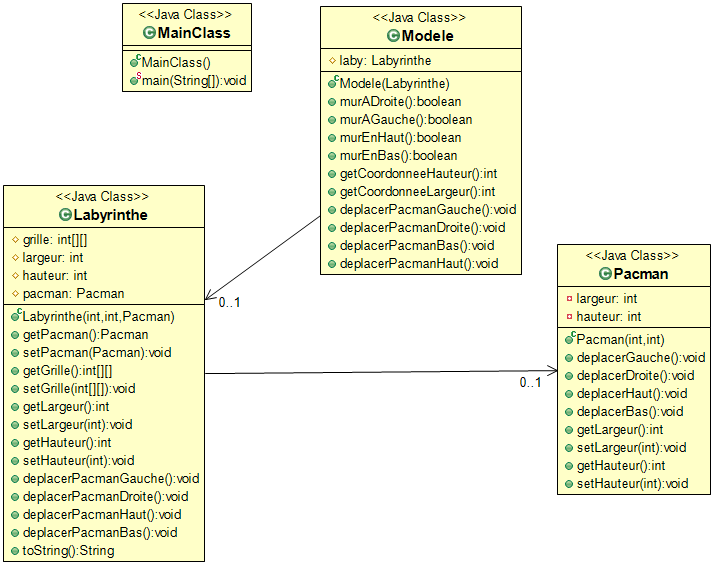 <<Java Class>>
MainClass
MainClass()
main(String[]):void
<<Java Class>>
Modele
laby: Labyrinthe
Modele(Labyrinthe)
murADroite():boolean
murAGauche():boolean
murEnHaut():boolean
murEnBas():boolean
getCoordonneeHauteur():int
getCoordonneeLargeur():int
deplacerPacmanGauche():void
deplacerPacmanDroite():void
deplacerPacmanBas():void
deplacerPacmanHaut():void
<<Java Class>>
Labyrinthe
grille: int[][]
largeur: int
hauteur: int
pacman: Pacman
Labyrinthe(int,int,Pacman)
getPacman():Pacman
setPacman(Pacman):void
getGrille():int[][]
setGrille(int[][]):void
getLargeur():int
setLargeur(int):void
getHauteur():int
setHauteur(int):void
deplacerPacmanGauche():void
deplacerPacmanDroite():void
deplacerPacmanHaut():void
deplacerPacmanBas():void
toString():String
0..1
0..1
<<Java Class>>
Pacman
largeur: int
hauteur: int
Pacman(int,int)
deplacerGauche():void
deplacerDroite():void
deplacerHaut():void
deplacerBas():void
getLargeur():int
setLargeur(int):void
getHauteur():int
setHauteur(int):void